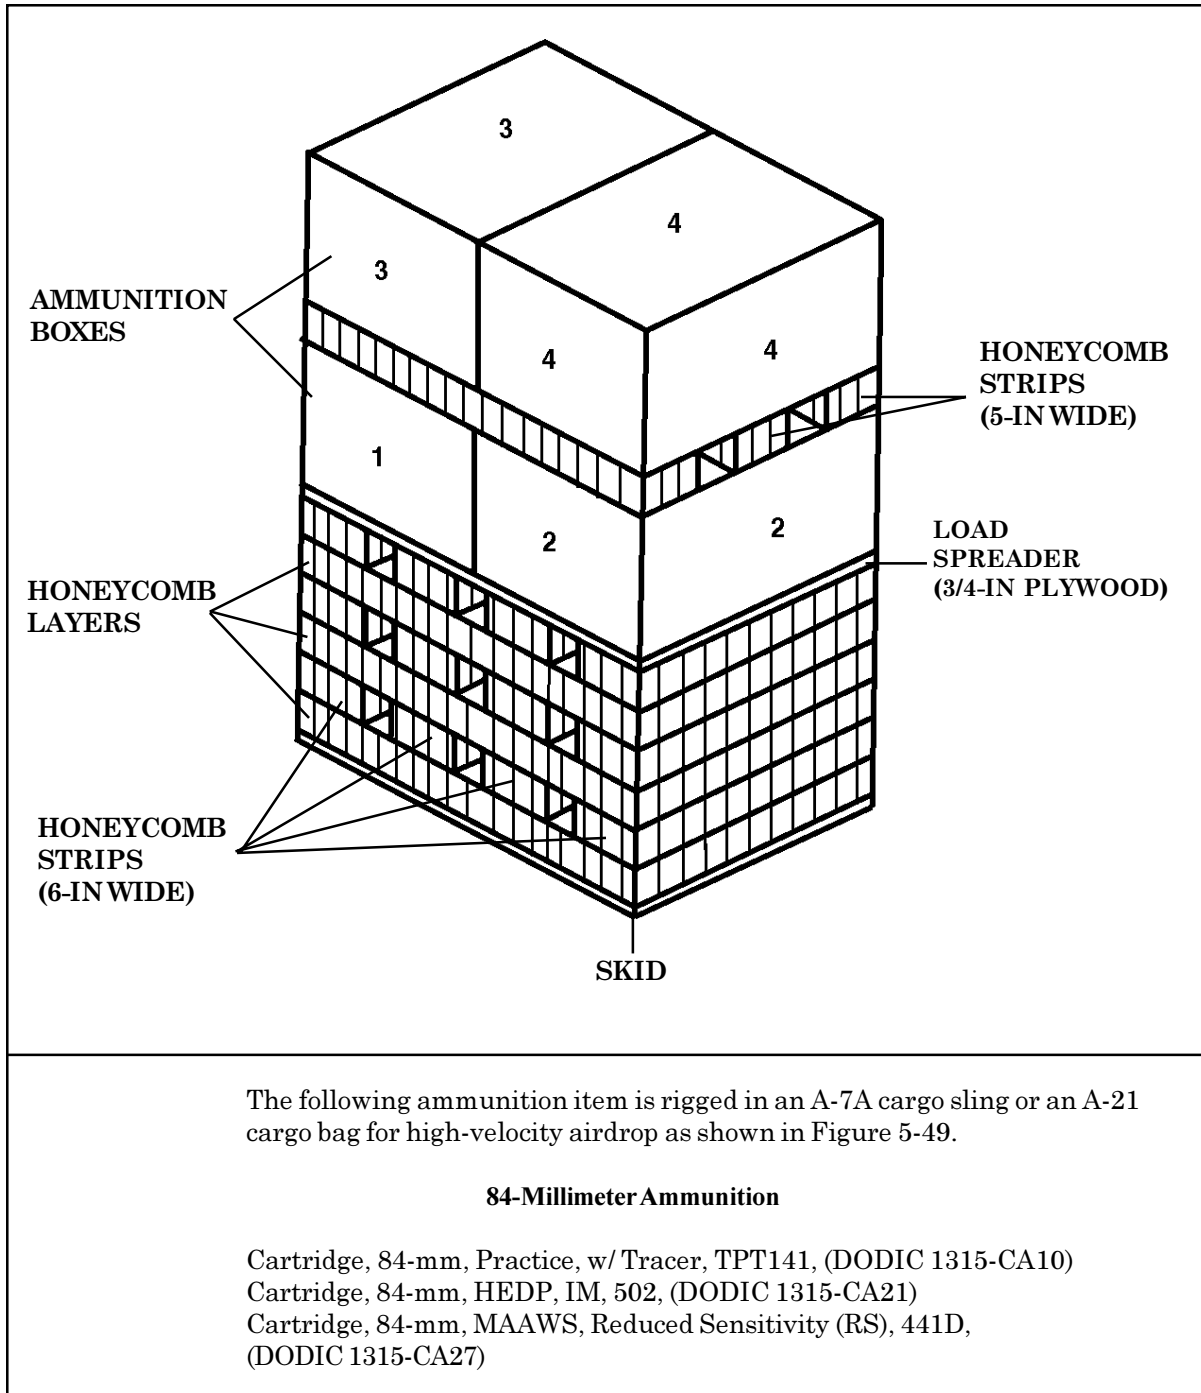 3
4
3
AMMUNITION
BOXES
4
4
HONEYCOMB
STRIPS
(5-IN WIDE)
1
2
2
LOAD
SPREADER
(3/4-IN PLYWOOD)
HONEYCOMB
LAYERS
HONEYCOMB
STRIPS
(6-IN WIDE)
SKID
The following ammunition item is rigged in an A-7A cargo sling or an A-21
cargo bag for high-velocity airdrop as shown in Figure 5-49.
84-Millimeter Ammunition
Cartridge, 84-mm, Practice, w/ Tracer, TPT141, (DODIC 1315-CA10)
Cartridge, 84-mm, HEDP, IM, 502, (DODIC 1315-CA21)
Cartridge, 84-mm, MAAWS, Reduced Sensitivity (RS), 441D,
(DODIC 1315-CA27)